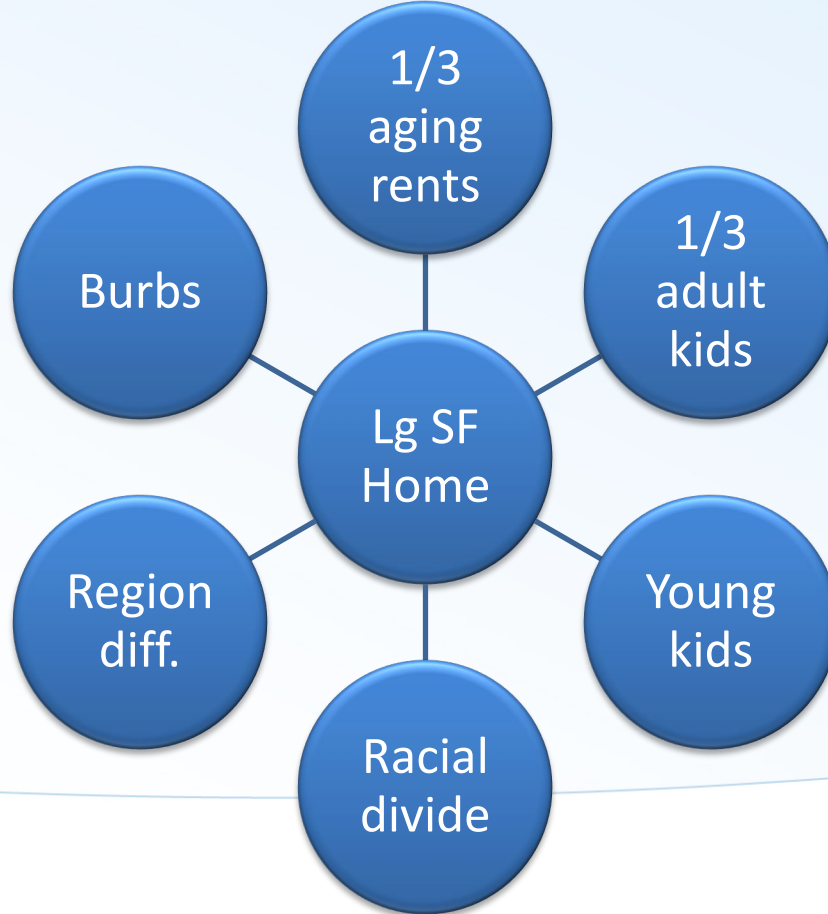 1/3
aging
rents
1/3
adult
kids
Burbs
Lg SF
Home
Region
diff.
Young
kids
Racial
divide